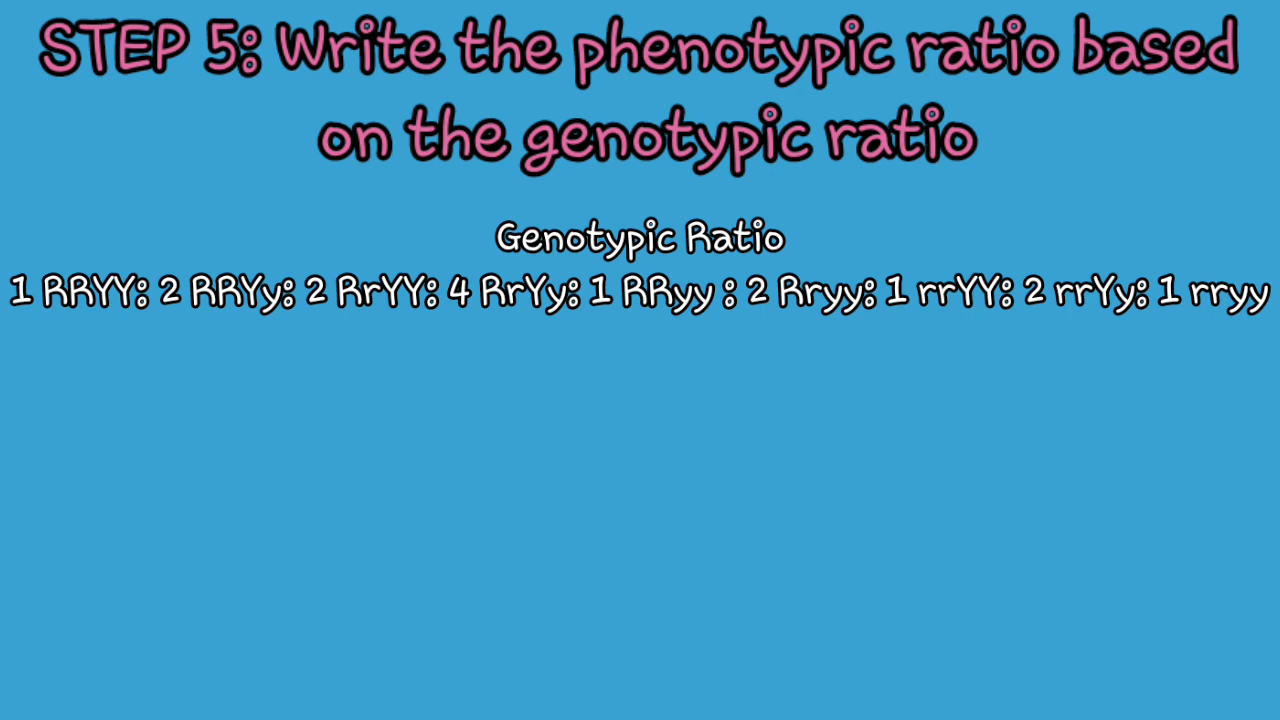 STEP 5: Write the phenotypic ratio based
on the genotypic ratio
Genotypic Ratio
1 RRYY: 2 RRYy: 2 RrYY: 4 RrYy: 1 RRyy : 2 Rryy: 1 rrYY: 2 rrYy: 1 rryy